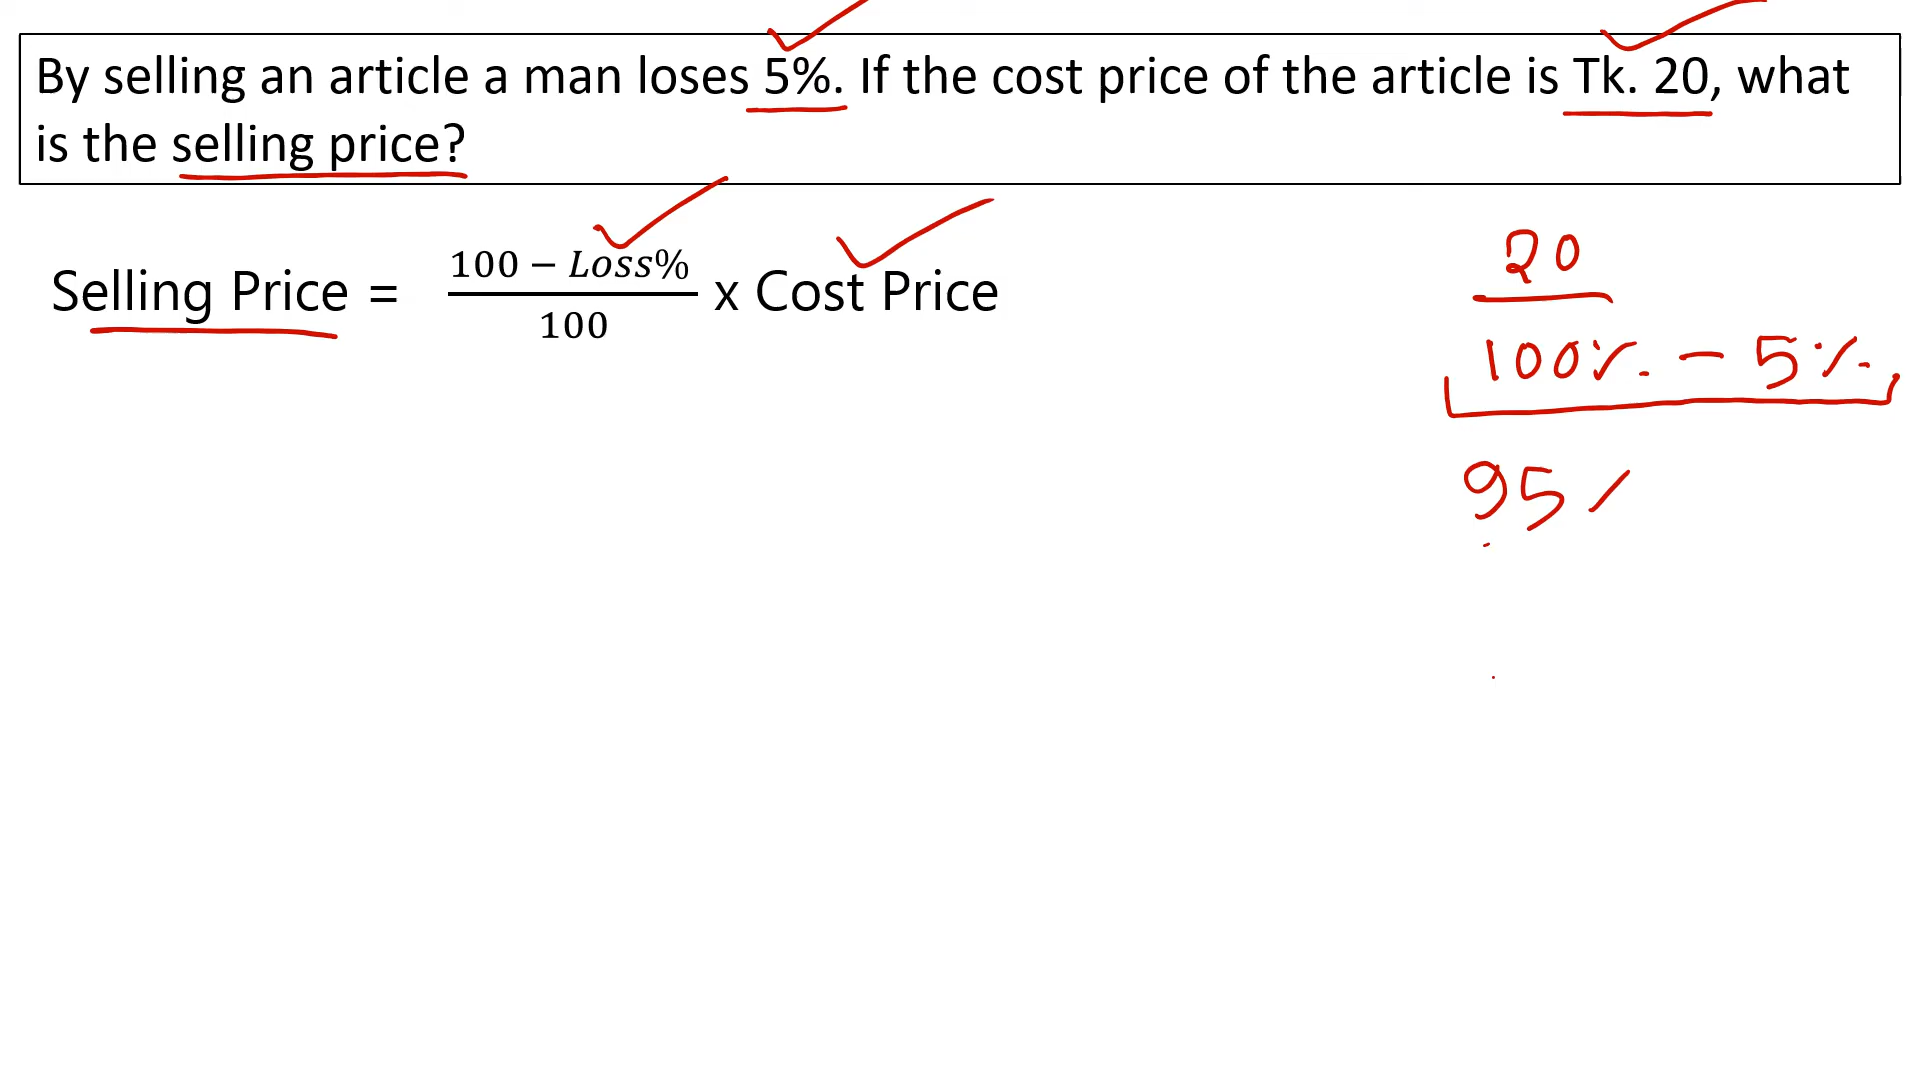 By selling an article a man loses 5%. If the cost price of the article is Tk. 20, what
is the selling price?
Selling Price = \frac{100 − Loss%}{100} x Cost Price
20
100% − 5%
95%